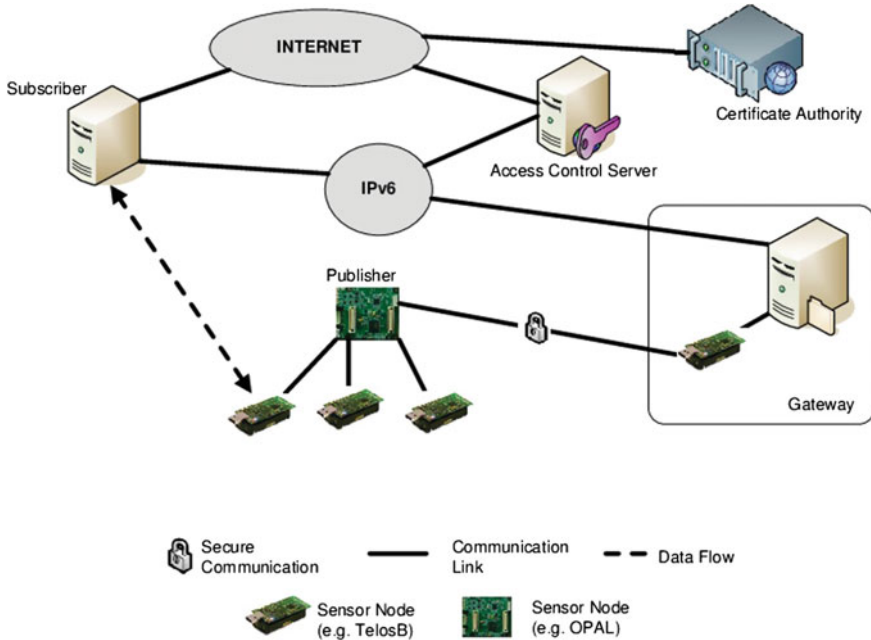 INTERNET
Subscriber
Certificate Authority
Access Control Server
IPv6
Publisher
Gateway
Secure
Communication
Communication
Link
Data Flow
Sensor Node
(e.g. TelosB)
Sensor Node
(e.g. OPAL)